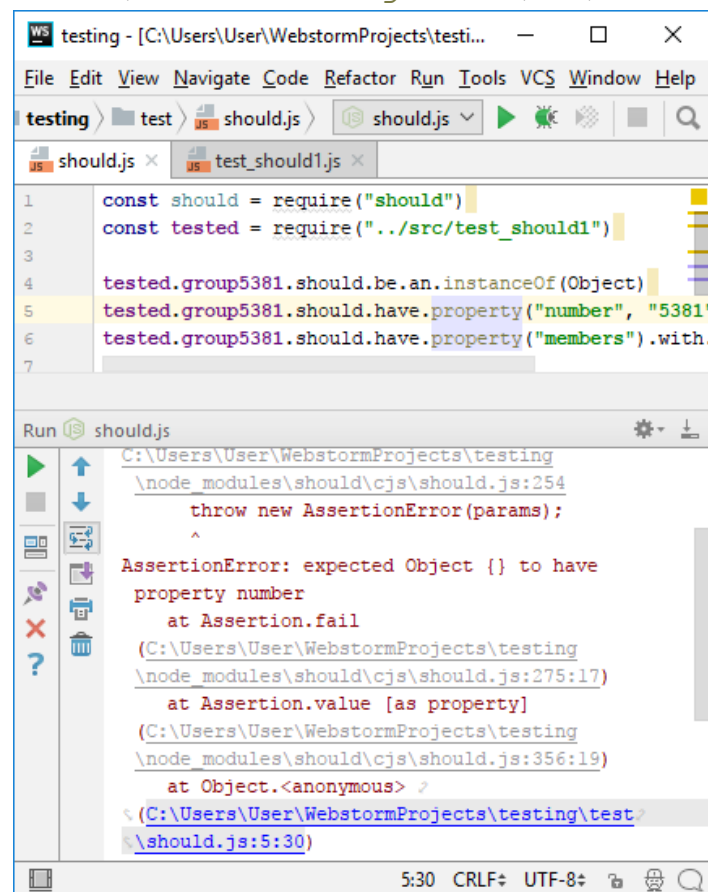 WS testing - [C:\Users\User\WebstormProjects\testi...
File Edit View Navigate Code Refactor Run Tools VCS Window Help
testing test JS should.js JS should.js
JS should.js JS test_should1.js
1 const should = require("should")
2 const tested = require("../src/test_should1")
3
4 tested.group5381.should.be.an.instanceOf(Object)
5 tested.group5381.should.have.property("number", "5381"
6 tested.group5381.should.have.property("members").with.
7
Run JS should.js
C:\Users\User\WebstormProjects\testing
\node_modules\should\cjs\should.js:254
throw new AssertionError(params);
^
AssertionError: expected Object {} to have
property number
at Assertion.fail
(C:\Users\User\WebstormProjects\testing
\node_modules\should\cjs\should.js:275:17)
at Assertion.value [as property]
(C:\Users\User\WebstormProjects\testing
\node_modules\should\cjs\should.js:356:19)
at Object.<anonymous>
(C:\Users\User\WebstormProjects\testing\test
\should.js:5:30)
5:30 CRLF UTF-8